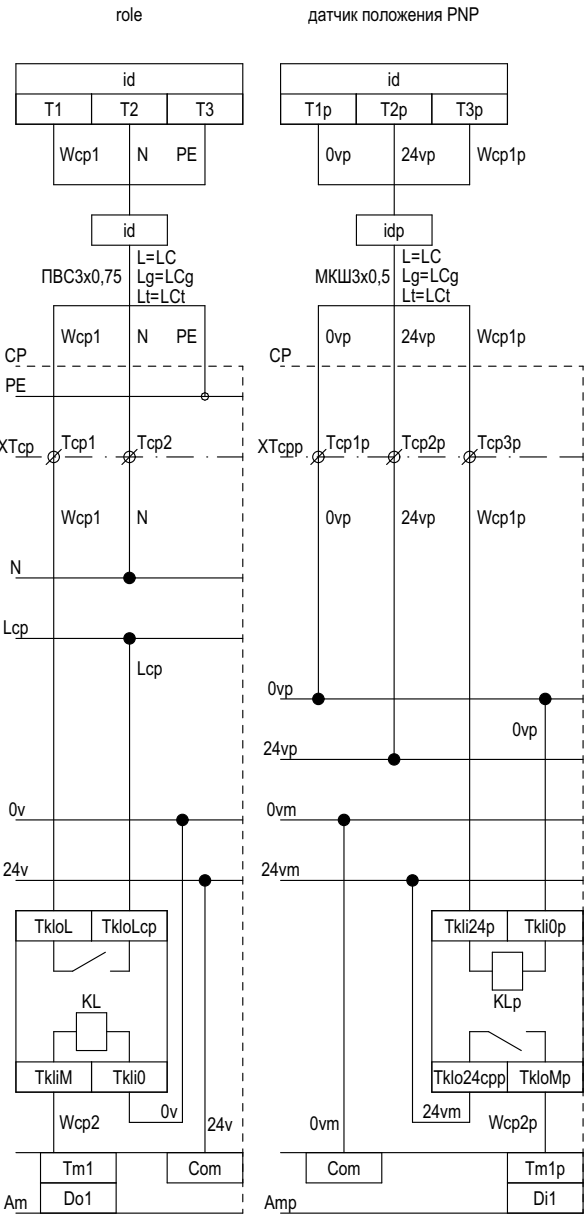 role датчик положения PNP
id id
T1 T2 T3 T1p T2p T3p
Wcp1 N PE 0vp 24vp Wcp1p
id idp
ПВС3х0,75 L=LC МКШ3х0,5 L=LC
Lg=LCg Lg=LCg
Lt=LCt Lt=LCt
Wcp1 N PE 0vp 24vp Wcp1p
CP CP
PE
XTcp Tcp1 Tcp2 XTcpp Tcp1p Tcp2p Tcp3p
Wcp1 N 0vp 24vp Wcp1p
N
Lcp
Lcp
0vp
0vp
24vp
0v 0vm
24v 24vm
TkloL TkloLcp Tkli24p Tkli0p
KL KLp
TkliM Tkli0 Tklo24cpp TkloMp
Wcp2 0v 24v 0vm 24vm Wcp2p
Tm1 Com Com Tm1p
Am Do1 Amp Di1